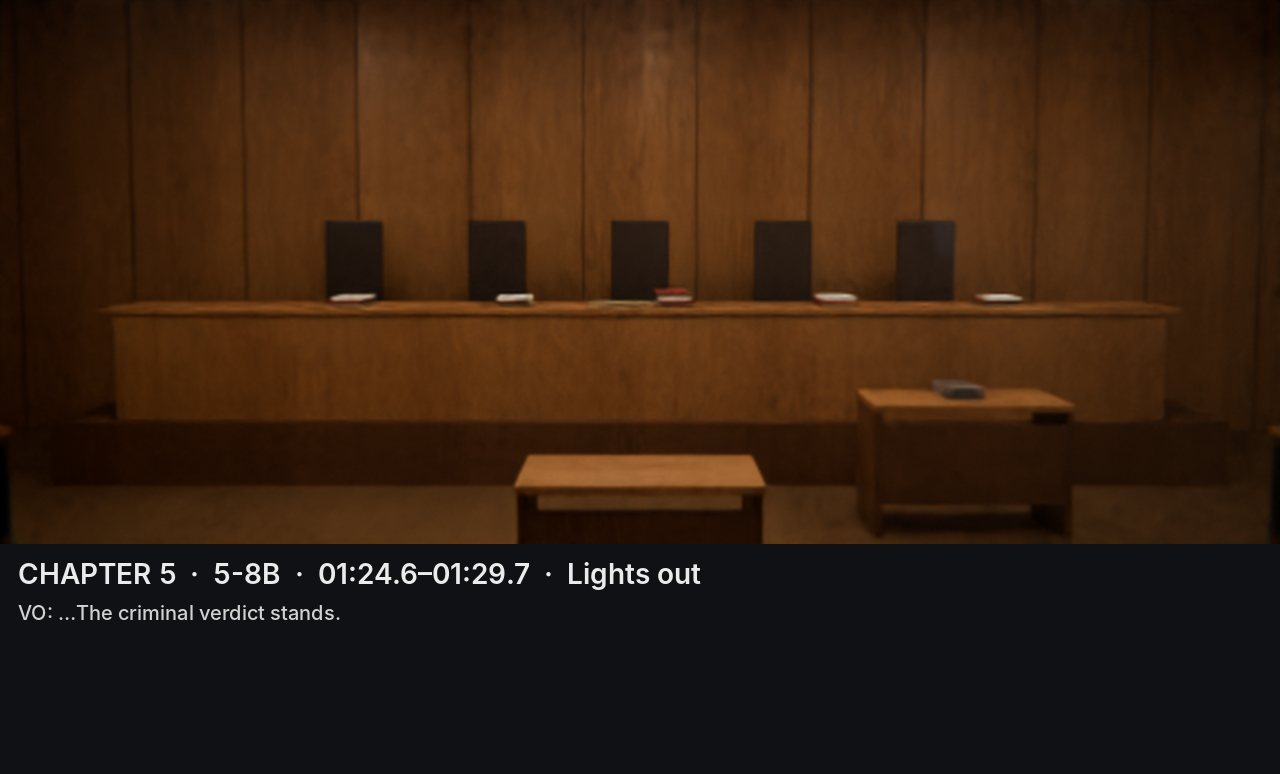 CHAPTER 5 · 5-8B · 01:24.6–01:29.7 · Lights out
VO: ...The criminal verdict stands.